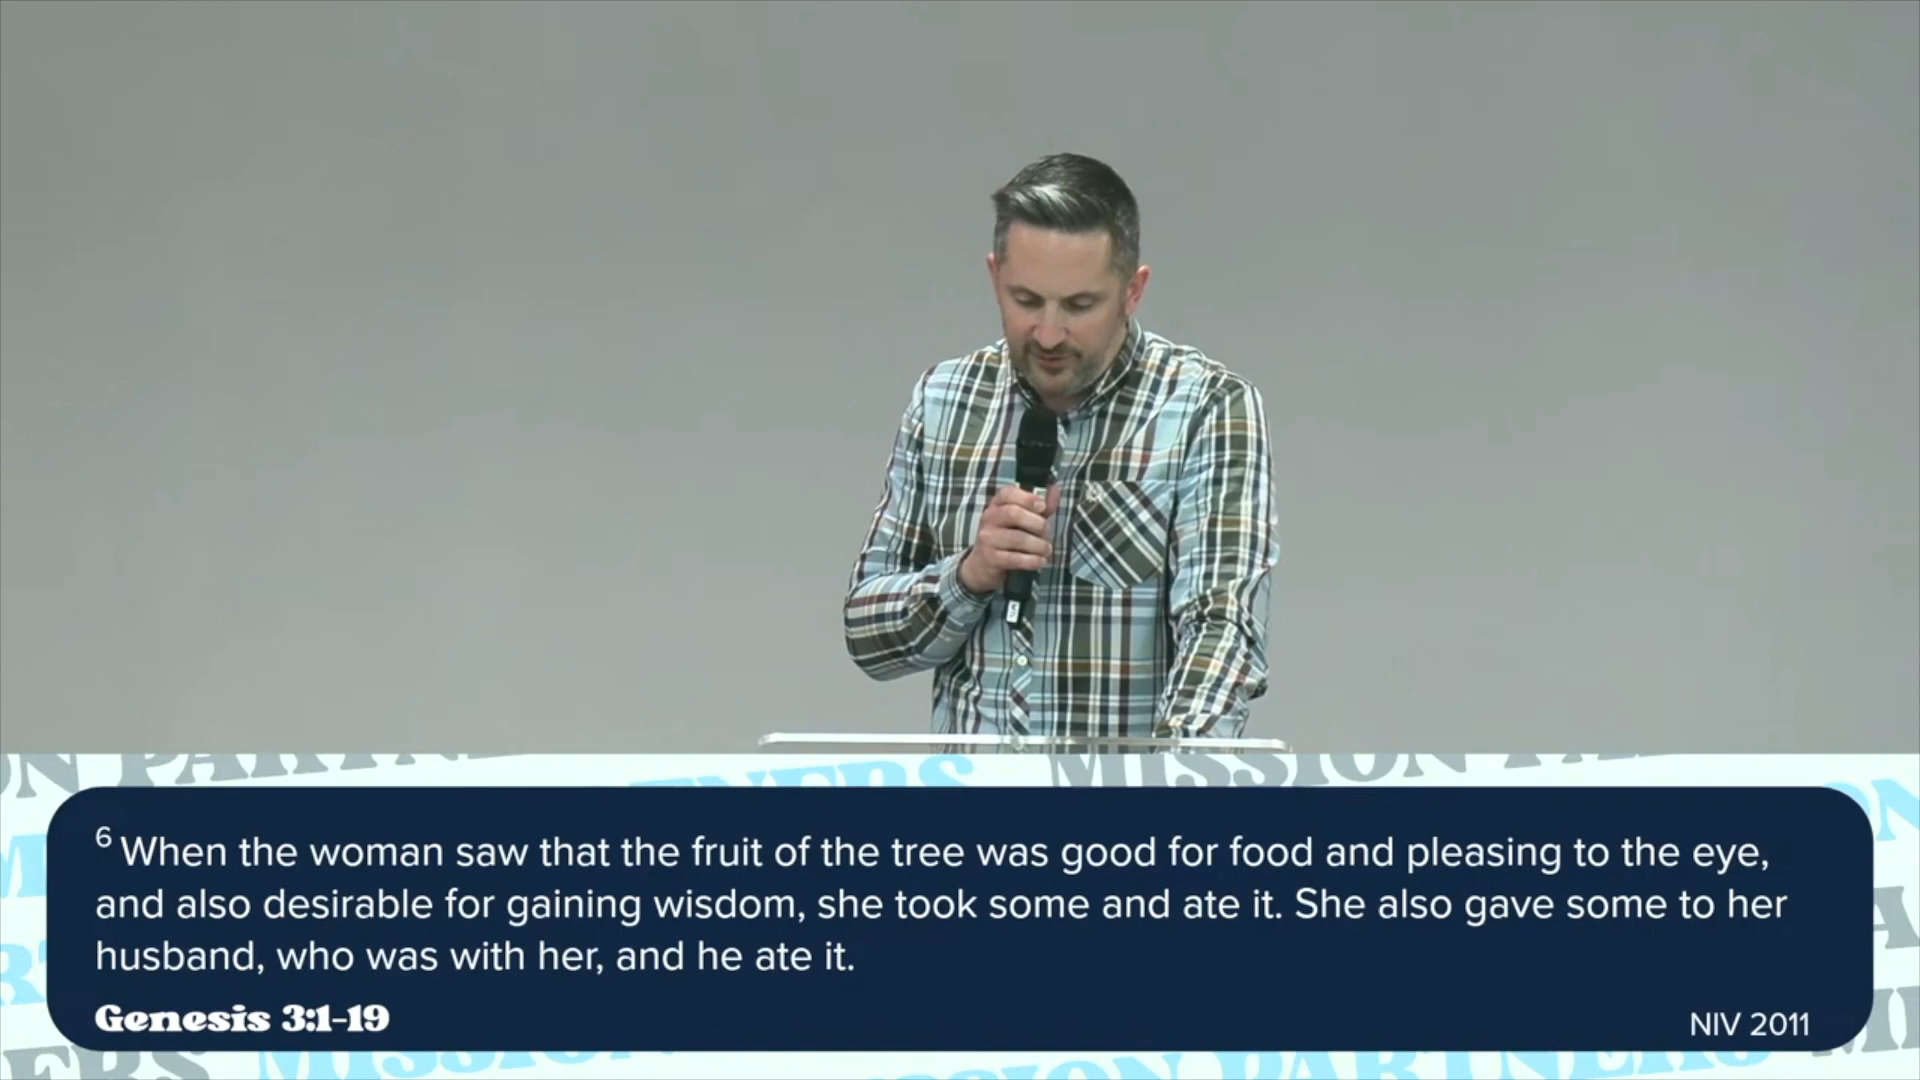 MISSION
6 When the woman saw that the fruit of the tree was good for food and pleasing to the eye,
and also desirable for gaining wisdom, she took some and ate it. She also gave some to her
husband, who was with her, and he ate it.
Genesis 3:1-19
NIV 2011
MISSION PARTNERS